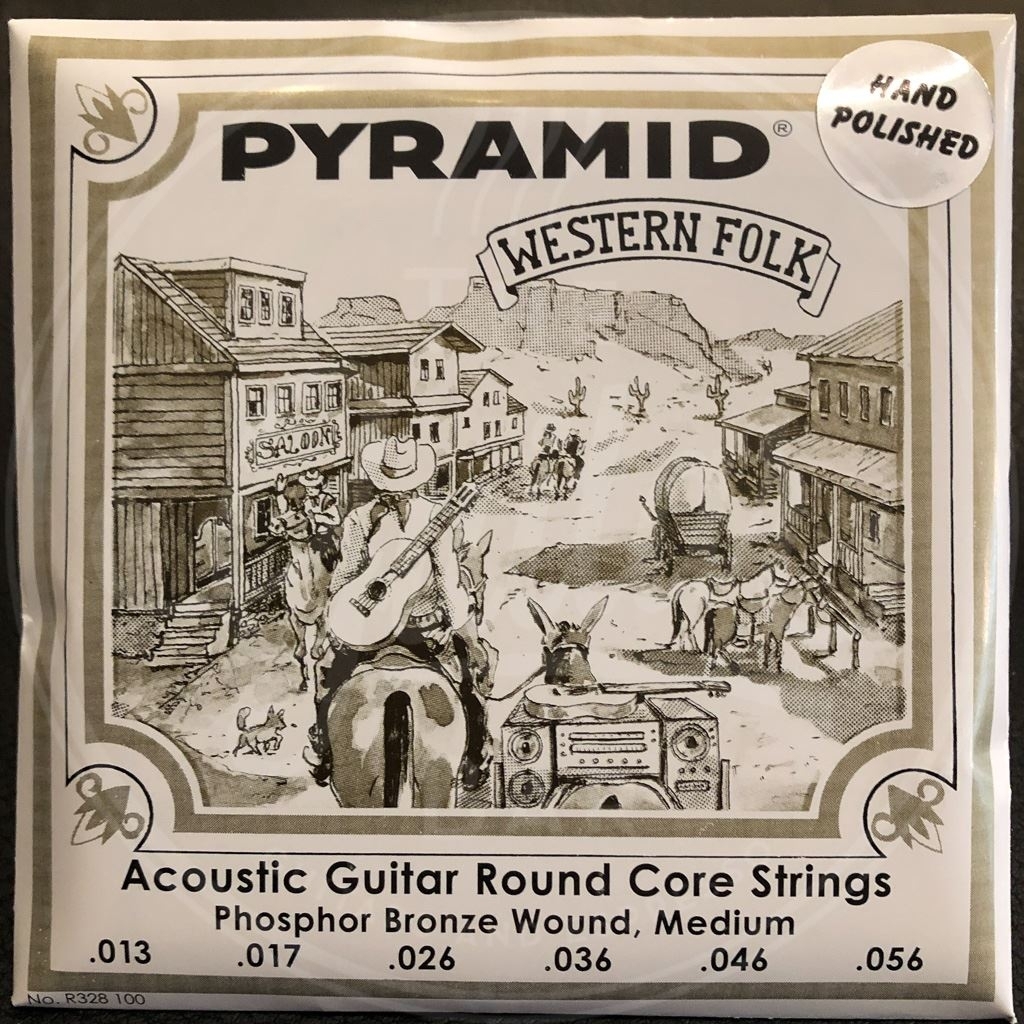 PYRAMID®
HAND
POLISHED
WESTERN FOLK
SALOON
Acoustic Guitar Round Core Strings
Phosphor Bronze Wound, Medium
.013 .017 .026 .036 .046 .056
No. R328 100